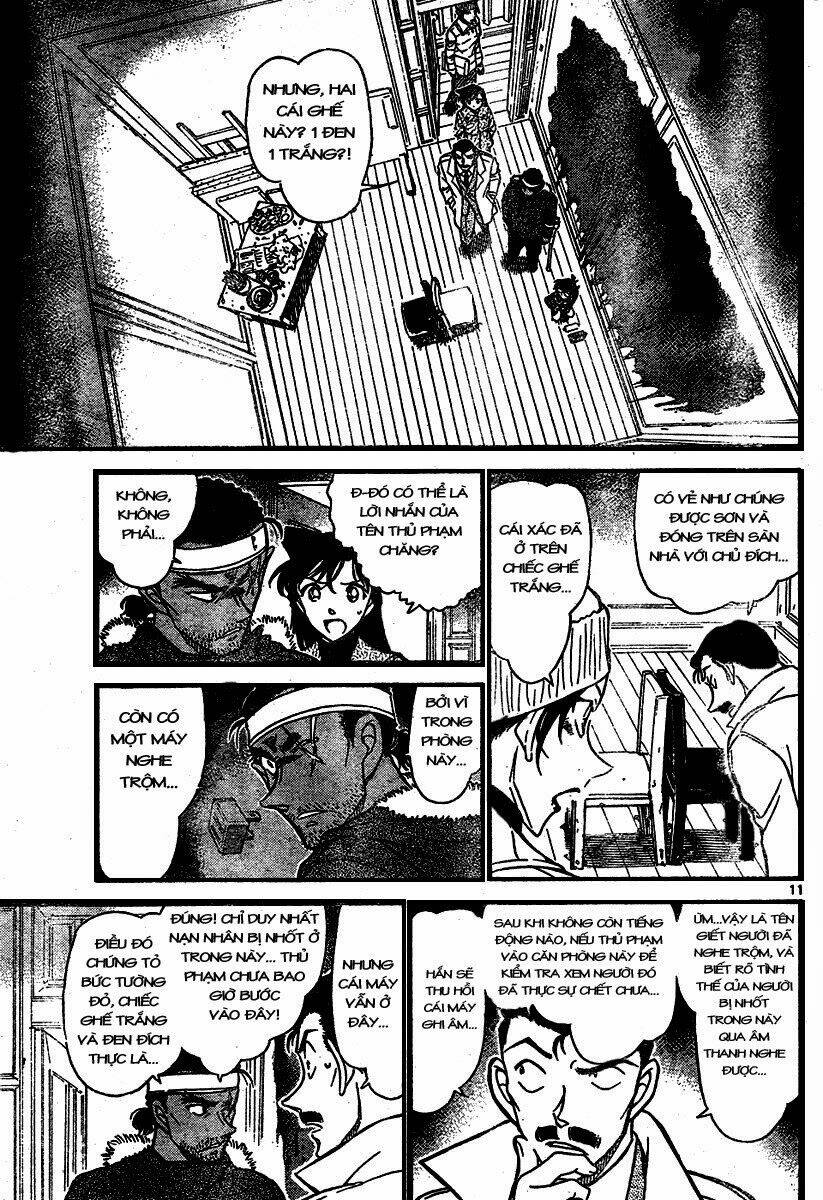 NHƯNG, HAI
CÁI GHẾ
NÀY? 1 ĐEN
1 TRẮNG?!
CÓ VẺ NHƯ CHÚNG
ĐƯỢC SƠN VÀ
ĐÓNG TRÊN SÀN
NHÀ VỚI CHỦ ĐÍCH...
CÁI XÁC ĐÃ
Ở TRÊN
CHIẾC GHẾ
TRẮNG...
Đ-ĐÓ CÓ THỂ LÀ
LỜI NHẮN CỦA
TÊN THỦ PHẠM
CHĂNG?
KHÔNG,
KHÔNG
PHẢI...
BỞI VÌ
TRONG
PHÒNG
NÀY...
CÒN CÓ
MỘT MÁY
NGHE
TRỘM...
11
ỪM...VẬY LÀ TÊN
GIẾT NGƯỜI ĐÃ
NGHE TRỘM, VÀ
BIẾT RÕ TÌNH
THẾ CỦA NGƯỜI
BỊ NHỐT
TRONG NÀY
QUA ÂM
THANH NGHE
ĐƯỢC...
SAU KHI KHÔNG CÒN TIẾNG
ĐỘNG NÀO, NẾU THỦ PHẠM
VÀO CĂN PHÒNG NÀY ĐỂ
KIỂM TRA XEM NGƯỜI ĐÓ
ĐÃ THỰC SỰ CHẾT CHƯA...
HẮN SẼ
THU HỒI
CÁI MÁY
GHI ÂM...
NHƯNG
CÁI MÁY
VẪN Ở
ĐÂY...
ĐÚNG! CHỈ DUY NHẤT
NẠN NHÂN BỊ NHỐT Ở
TRONG NÀY... THỦ
PHẠM CHƯA BAO
GIỜ BƯỚC
VÀO ĐÂY!
ĐIỀU ĐÓ
CHỨNG TỎ
BỨC TƯỜNG
ĐỎ, CHIẾC
GHẾ TRẮNG
VÀ ĐEN ĐÍCH
THỰC LÀ...